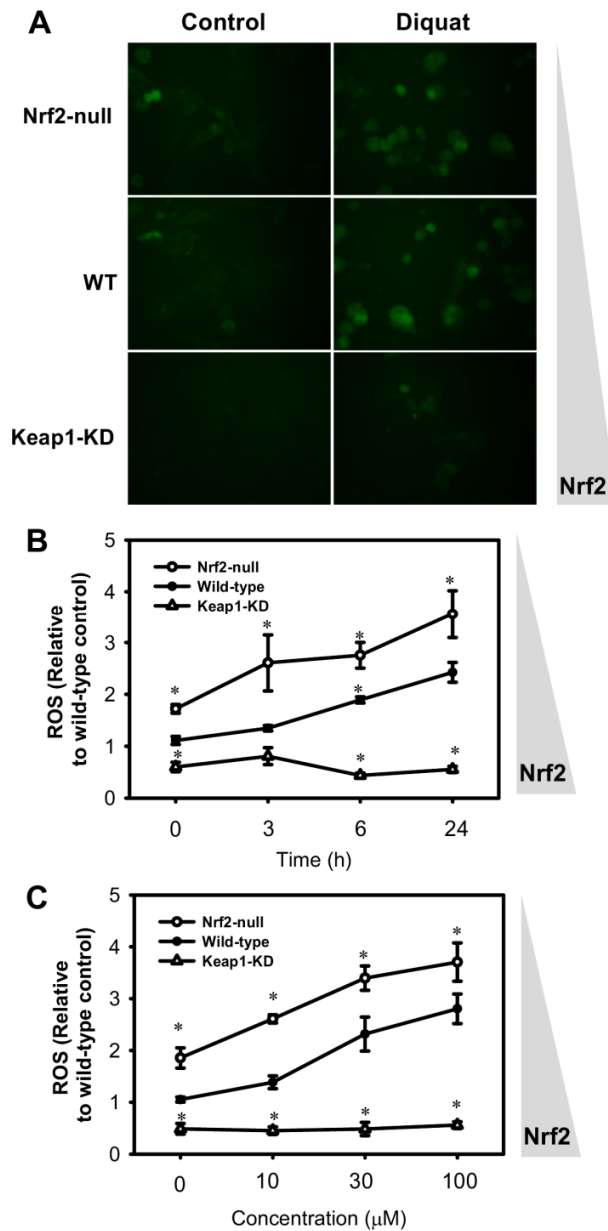 A
Control
Diquat
Nrf2-null
WT
Keap1-KD
Nrf2
B
ROS (Relative
to wild-type control)
5
4
3
2
1
0
Nrf2-null
Wild-type
Keap1-KD
*
*
*
*
*
*
*
*
0 3 6 24
Time (h)
Nrf2
C
ROS (Relative
to wild-type control)
5
4
3
2
1
0
Nrf2-null
Wild-type
Keap1-KD
*
*
*
*
*
*
*
*
0 10 30 100
Concentration (μM)
Nrf2